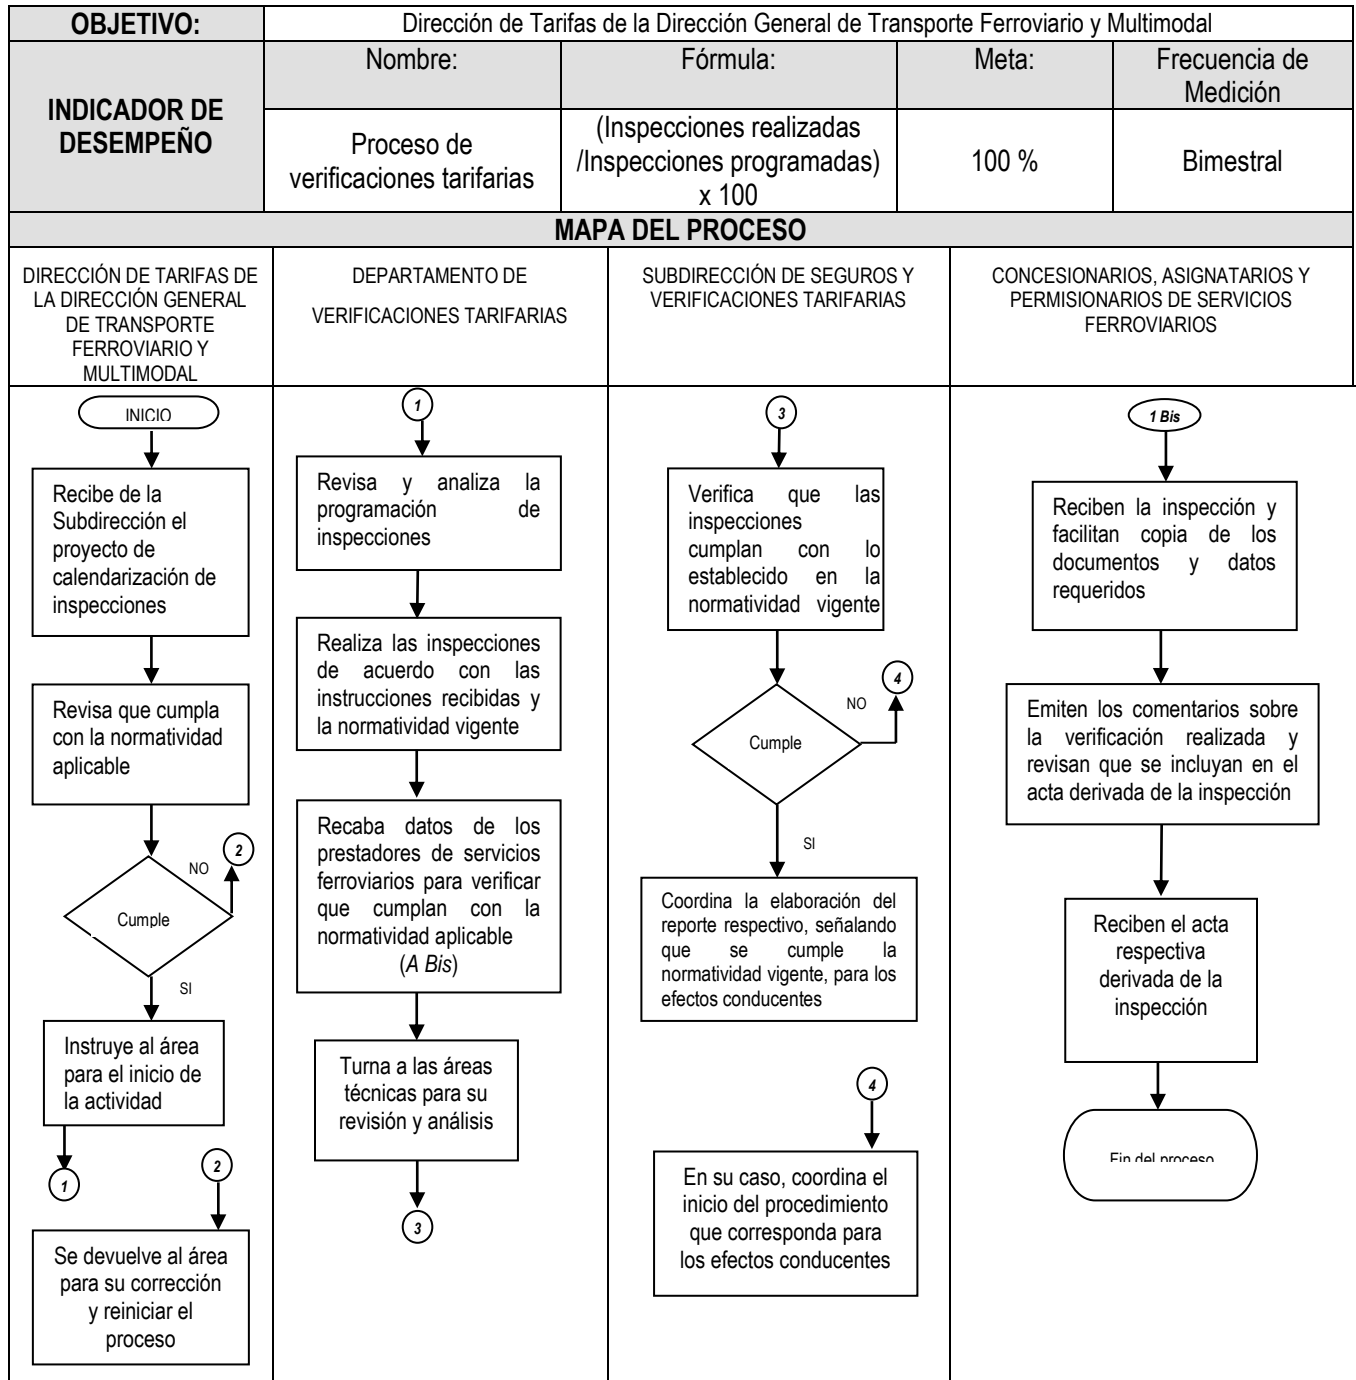 OBJETIVO:
Dirección de Tarifas de la Dirección General de Transporte Ferroviario y Multimodal
INDICADOR DE
DESEMPEÑO
Nombre:
Fórmula:
Meta:
Frecuencia de
Medición
Proceso de
verificaciones tarifarias
(Inspecciones realizadas
/Inspecciones programadas)
x 100
100 %
Bimestral
MAPA DEL PROCESO
DIRECCIÓN DE TARIFAS DE
LA DIRECCIÓN GENERAL
DE TRANSPORTE
FERROVIARIO Y
MULTIMODAL
DEPARTAMENTO DE
VERIFICACIONES TARIFARIAS
SUBDIRECCIÓN DE SEGUROS Y
VERIFICACIONES TARIFARIAS
CONCESIONARIOS, ASIGNATARIOS Y
PERMISIONARIOS DE SERVICIOS
FERROVIARIOS
INICIO
Recibe de la
Subdirección el
proyecto de
calendarización de
inspecciones
Revisa que cumpla
con la normatividad
aplicable
NO
2
Cumple
SI
Instruye al área
para el inicio de
la actividad
1
2
Se devuelve al área
para su corrección
y reiniciar el
proceso
1
Revisa y analiza la
programación de
inspecciones
Realiza las inspecciones
de acuerdo con las
instrucciones recibidas y
la normatividad vigente
Recaba datos de los
prestadores de servicios
ferroviarios para verificar
que cumplan con la
normatividad aplicable
(A Bis)
Turna a las áreas
técnicas para su
revisión y análisis
3
3
Verifica que las
inspecciones
cumplan con lo
establecido en la
normatividad vigente
NO
4
Cumple
SI
Coordina la elaboración del
reporte respectivo, señalando
que se cumple la
normatividad vigente, para los
efectos conducentes
4
En su caso, coordina el
inicio del procedimiento
que corresponda para
los efectos conducentes
1 Bis
Reciben la inspección y
facilitan copia de los
documentos y datos
requeridos
Emiten los comentarios sobre
la verificación realizada y
revisan que se incluyan en el
acta derivada de la inspección
Reciben el acta
respectiva
derivada de la
inspección
Fin del proceso